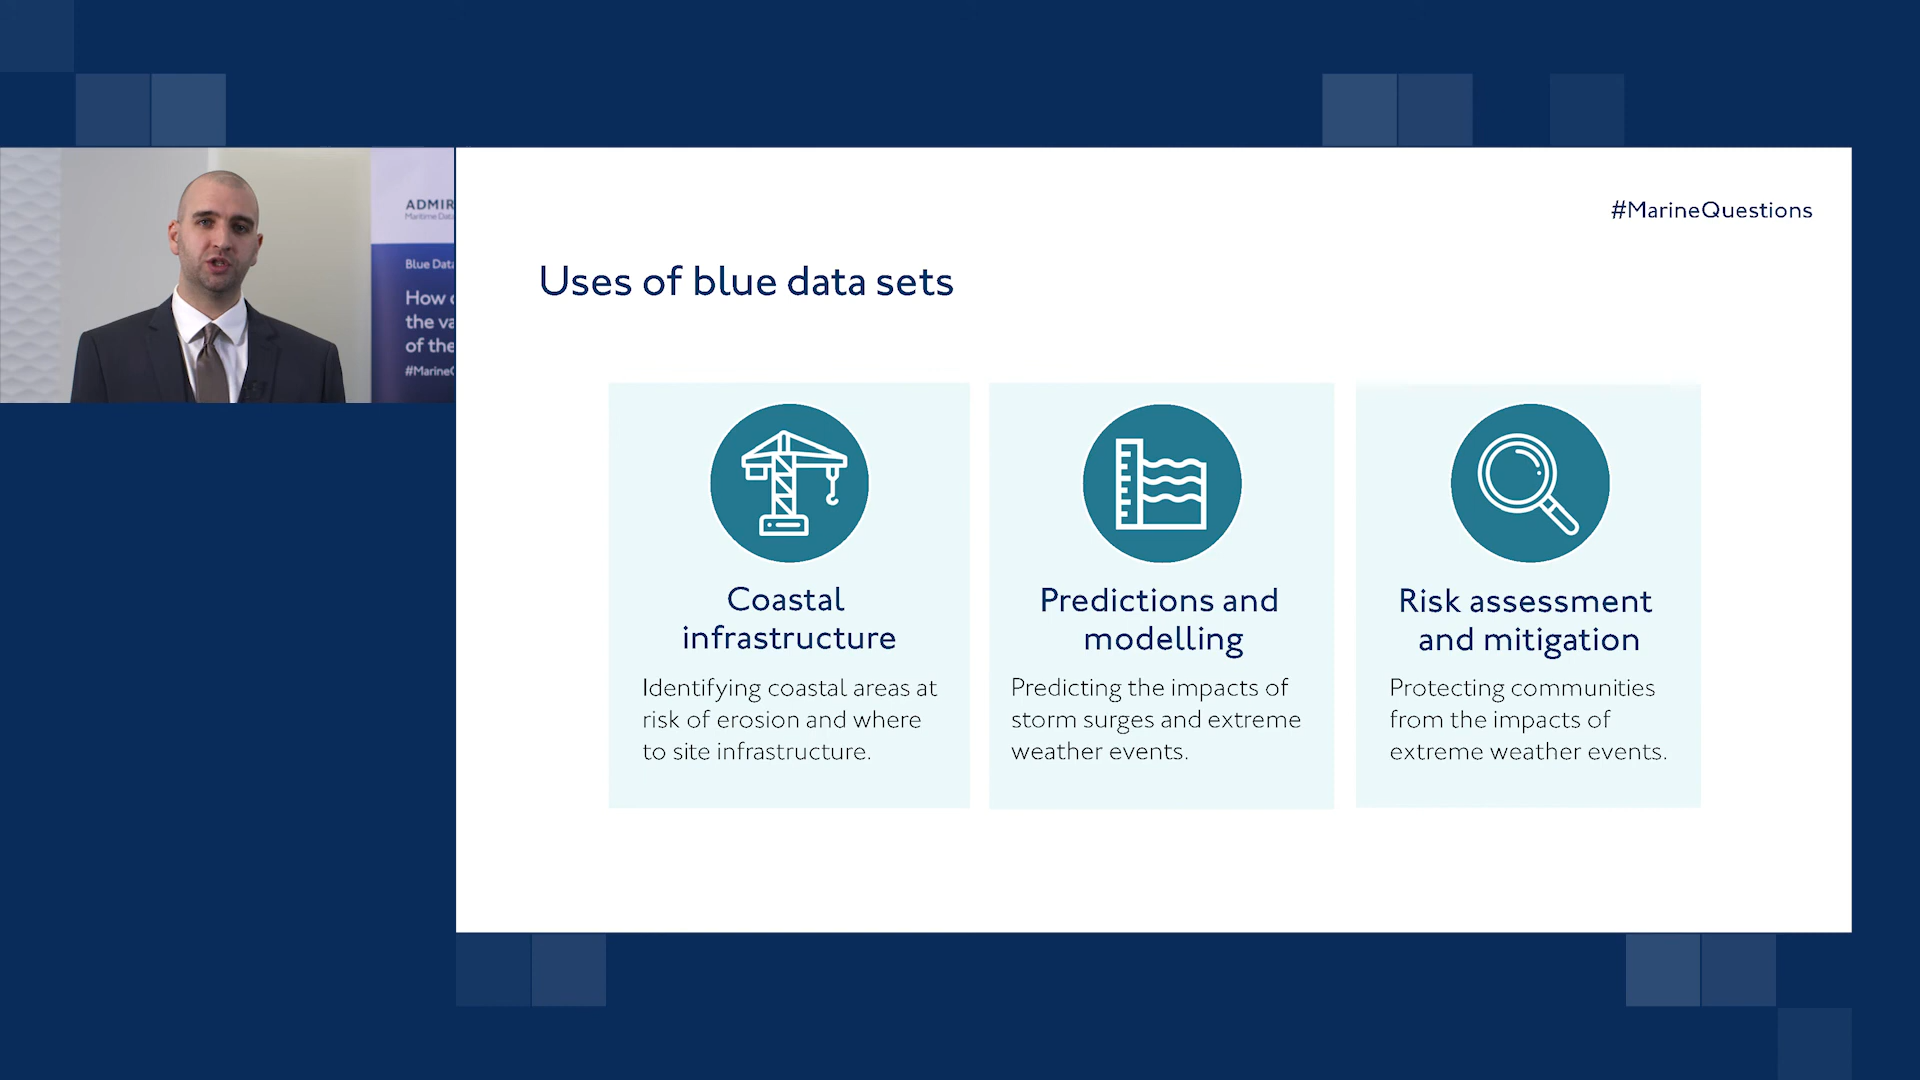 ADMIR
Maritime Data
Blue Data
How
the va
of the
#Marine
#MarineQuestions
Uses of blue data sets
Coastal
infrastructure
Identifying coastal areas at
risk of erosion and where
to site infrastructure.
Predictions and
modelling
Predicting the impacts of
storm surges and extreme
weather events.
Risk assessment
and mitigation
Protecting communities
from the impacts of
extreme weather events.